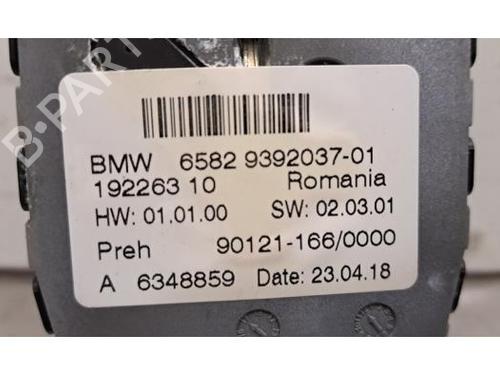 B-PARTS
BMW 6582 9392037-01
192263 10 Romania
HW: 01.01.00 SW: 02.03.01
Preh 90121-166/0000
A 6348859 Date: 23.04.18